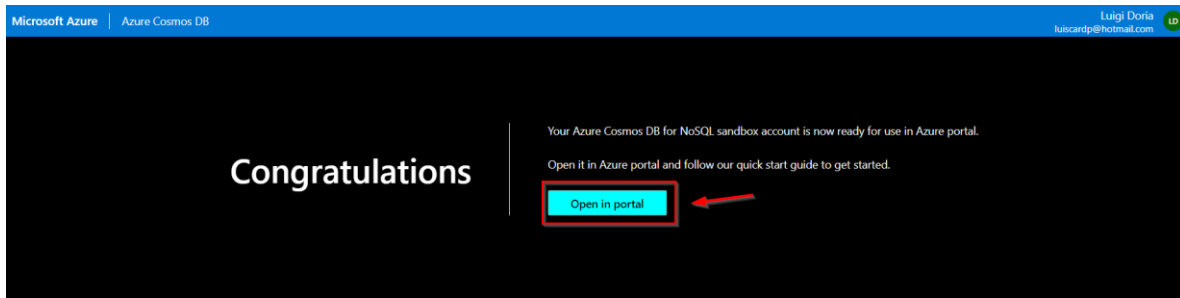 Microsoft Azure Azure Cosmos DB
Luigi Doria
luiscardp@hotmail.com
LD
Congratulations
Your Azure Cosmos DB for NoSQL sandbox account is now ready for use in Azure portal.
Open it in Azure portal and follow our quick start guide to get started.
Open in portal